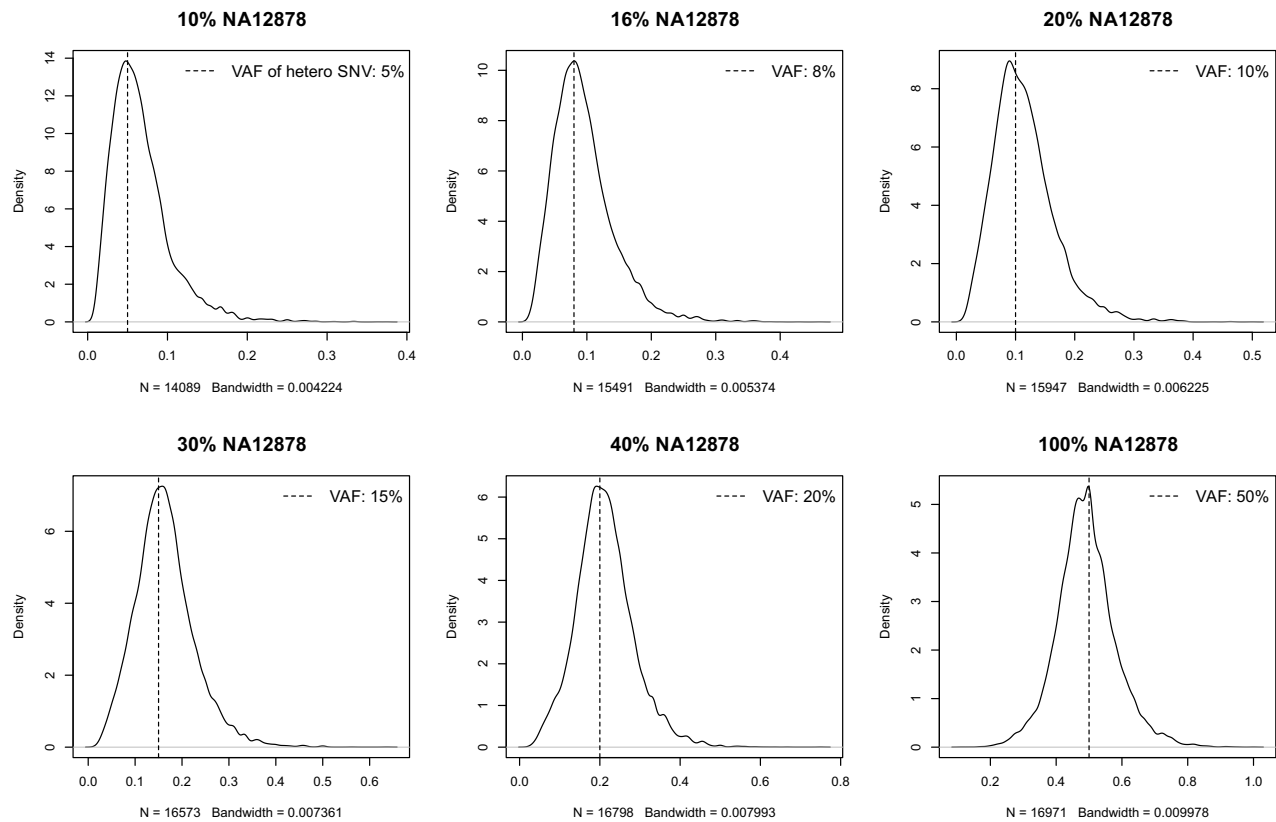 10% NA12878
Density
0 2 4 6 8 10 12 14
VAF of hetero SNV: 5%
0.0 0.1 0.2 0.3 0.4
N = 14089 Bandwidth = 0.004224
16% NA12878
Density
0 2 4 6 8 10
VAF: 8%
0.0 0.1 0.2 0.3 0.4
N = 15491 Bandwidth = 0.005374
20% NA12878
Density
0 2 4 6 8
VAF: 10%
0.0 0.1 0.2 0.3 0.4 0.5
N = 15947 Bandwidth = 0.006225
30% NA12878
Density
0 2 4 6
VAF: 15%
0.0 0.1 0.2 0.3 0.4 0.5 0.6
N = 16573 Bandwidth = 0.007361
40% NA12878
Density
0 1 2 3 4 5 6
VAF: 20%
0.0 0.2 0.4 0.6 0.8
N = 16798 Bandwidth = 0.007993
100% NA12878
Density
0 1 2 3 4 5
VAF: 50%
0.2 0.4 0.6 0.8 1.0
N = 16971 Bandwidth = 0.009978